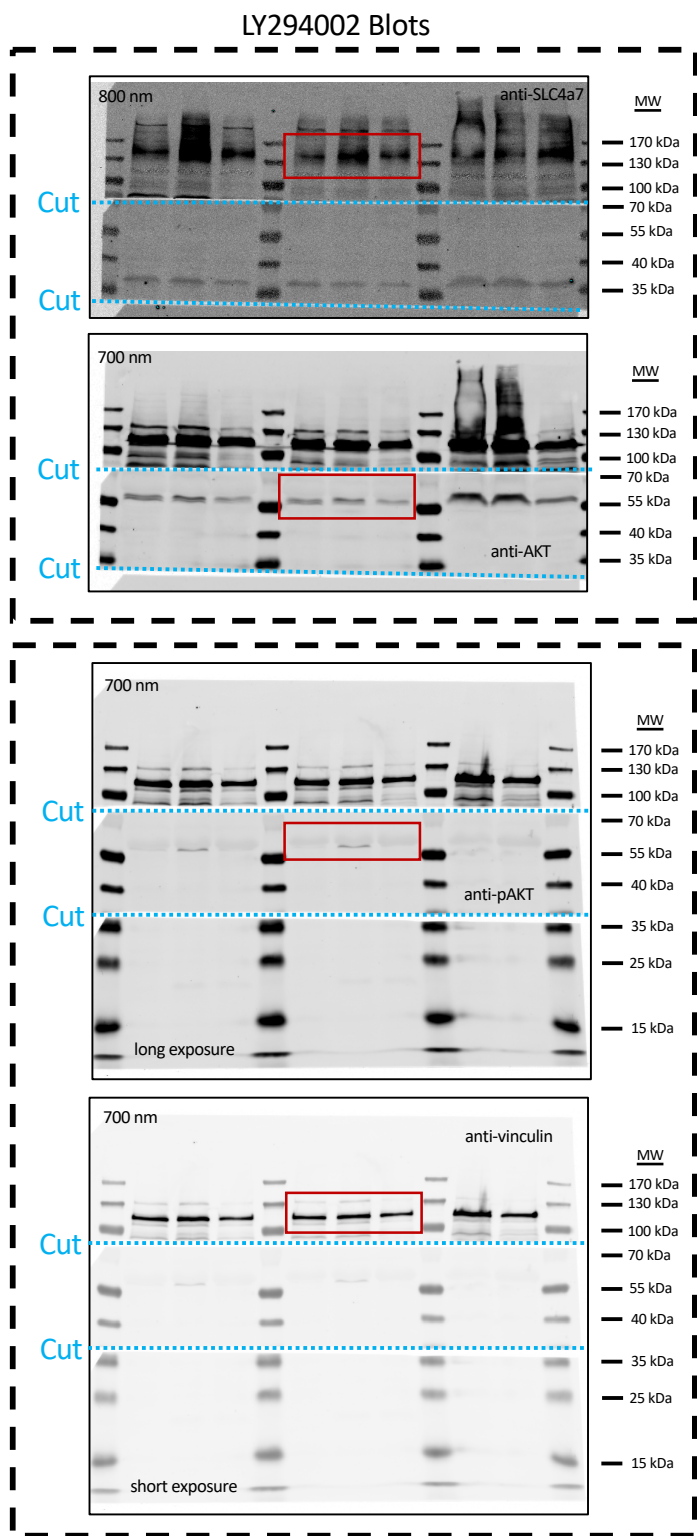 LY294002 Blots
800 nm
anti-SLC4a7
MW
170 kDa
130 kDa
100 kDa
70 kDa
55 kDa
40 kDa
35 kDa
Cut
Cut
700 nm
MW
170 kDa
130 kDa
100 kDa
70 kDa
55 kDa
40 kDa
35 kDa
Cut
Cut
anti-AKT
700 nm
MW
170 kDa
130 kDa
100 kDa
70 kDa
55 kDa
40 kDa
35 kDa
25 kDa
15 kDa
Cut
Cut
anti-pAKT
long exposure
700 nm
anti-vinculin
MW
170 kDa
130 kDa
100 kDa
70 kDa
55 kDa
40 kDa
35 kDa
25 kDa
15 kDa
Cut
Cut
short exposure